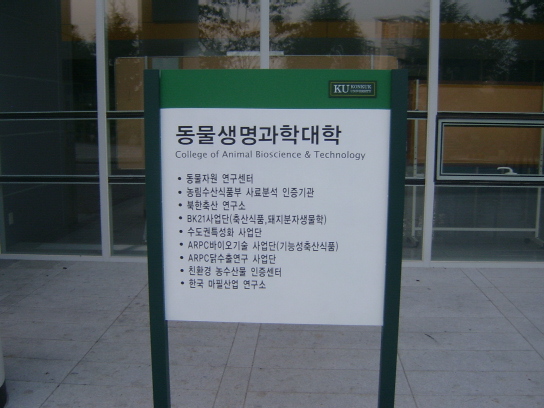 KU KONKUK
UNIVERSITY
동물생명과학대학
College of Animal Bioscience & Technology
• 동물자원 연구센터
• 농림수산식품부 사료분석 인증기관
• 북한축산 연구소
• BK21사업단(축산식품,돼지분자생물학)
• 수도권특성화 사업단
• ARPC바이오기술 사업단(기능성축산식품)
• ARPC닭수출연구 사업단
• 친환경 농수산물 인증센터
• 한국 마필산업 연구소